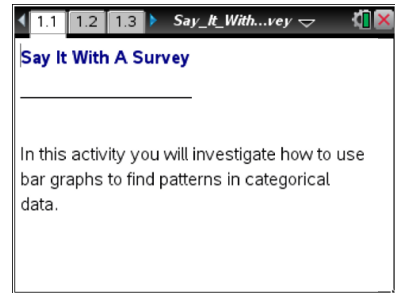 1.1 1.2 1.3 Say_It_With...vey
Say It With A Survey
In this activity you will investigate how to use
bar graphs to find patterns in categorical
data.